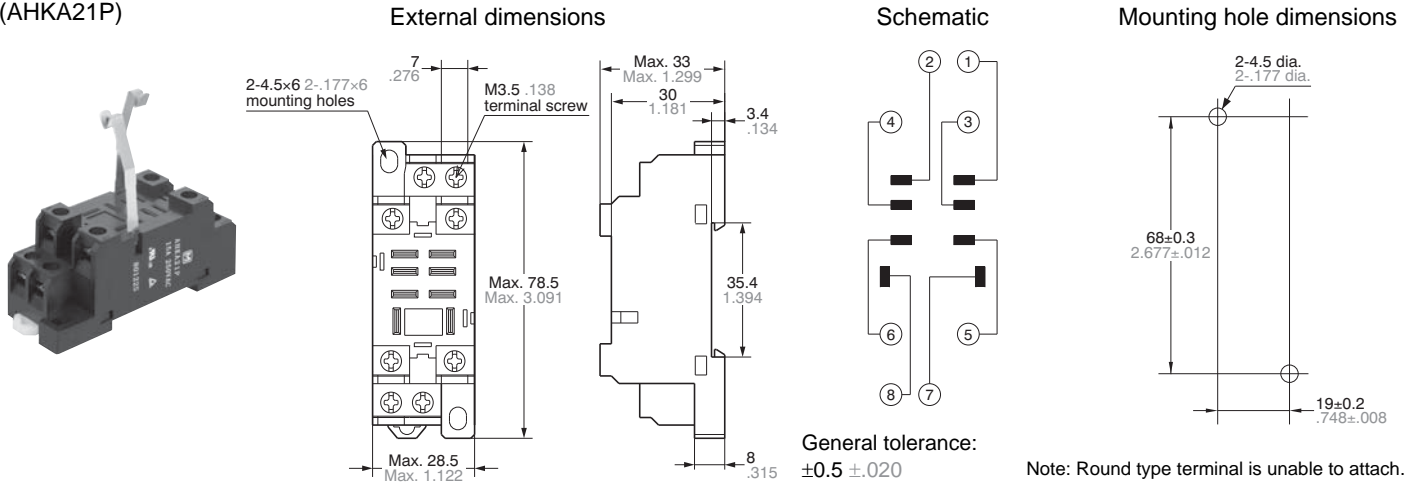 (AHKA21P)
External dimensions
Schematic
Mounting hole dimensions
7
.276
2-4.5×6 2-.177×6
mounting holes
M3.5 .138
terminal screw
Max. 78.5
Max. 3.091
Max. 28.5
Max. 1.122
Max. 33
Max. 1.299
30
1.181
3.4
.134
35.4
1.394
8
.315
2
1
4
3
6
5
8
7
General tolerance:
±0.5 ±.020
2-4.5 dia.
2-.177 dia.
68±0.3
2.677±.012
19±0.2
.748±.008
Note: Round type terminal is unable to attach.
AHKA21P
15A 250VAC